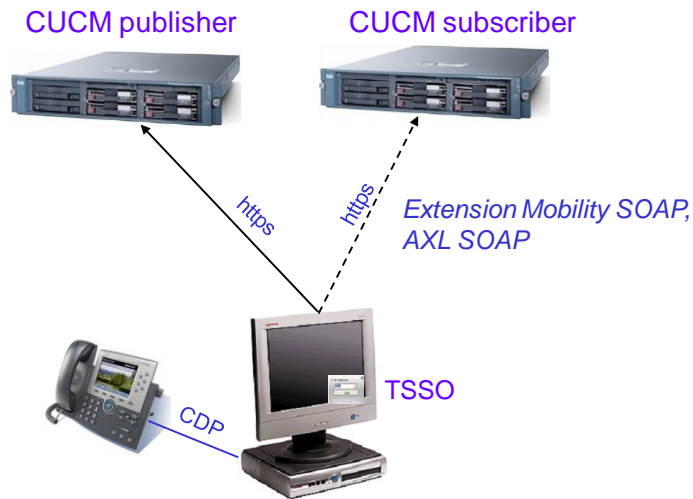 CUCM publisher
CUCM subscriber
https
https
Extension Mobility SOAP,
AXL SOAP
TSSO
CDP